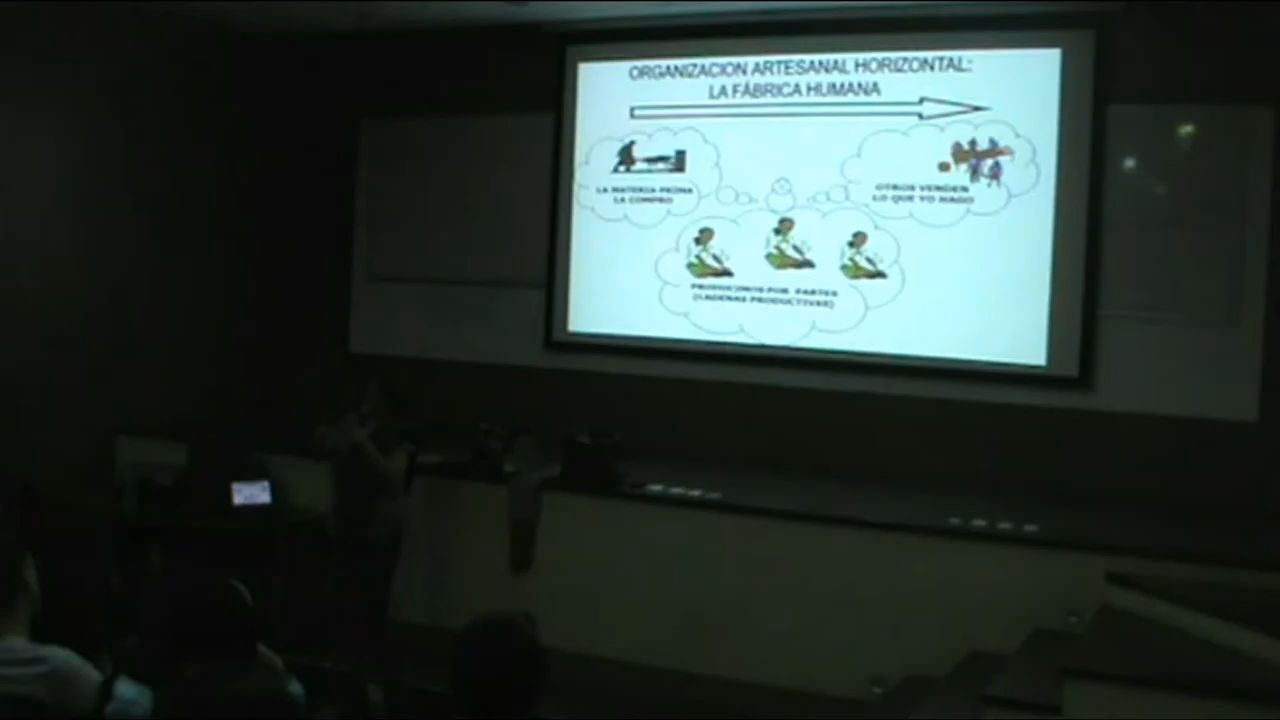 ORGANIZACION ARTESANAL HORIZONTAL:
LA FÁBRICA HUMANA
LA MATERIA PRIMA
LA COMPRO
OTROS VENDEN
LO QUE YO HAGO
PRODUCIMOS POR PARTES
(CADENAS PRODUCTIVAS)